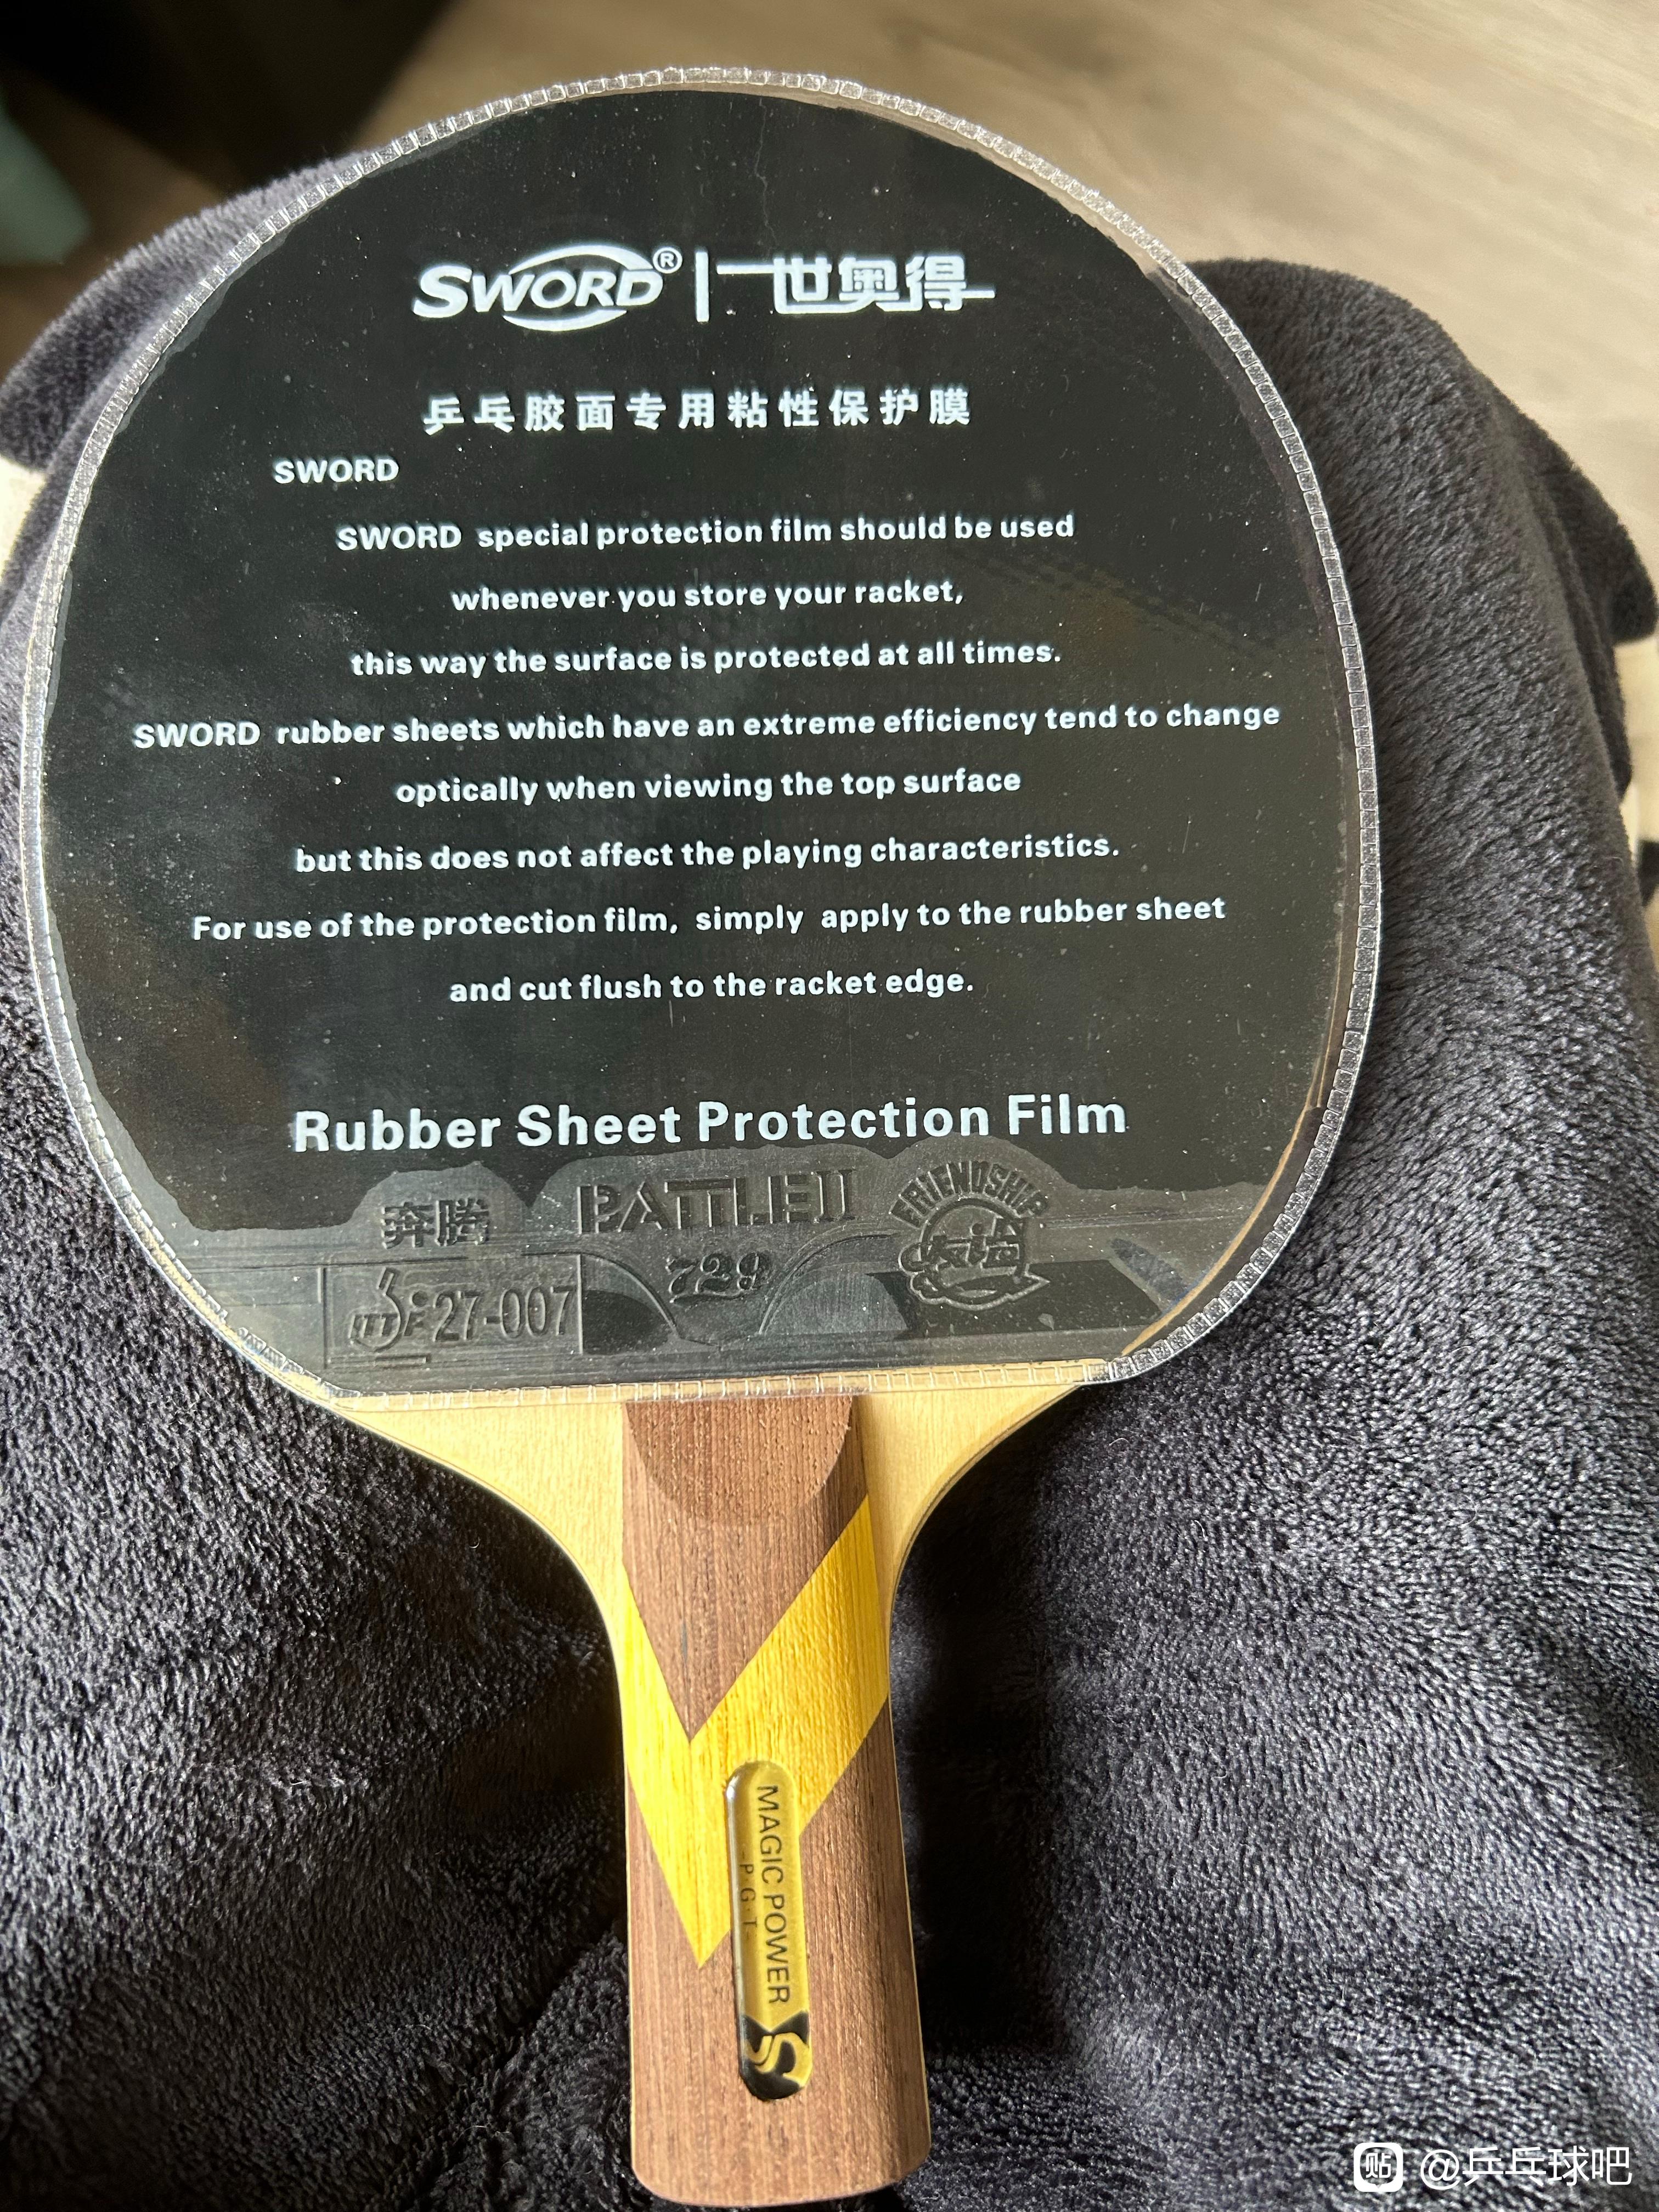 SWORD® 世奥得
乒乓胶面专用粘性保护膜
SWORD
SWORD special protection film should be used
whenever you store your racket,
this way the surface is protected at all times.
SWORD rubber sheets which have an extreme efficiency tend to change
optically when viewing the top surface
but this does not affect the playing characteristics.
For use of the protection film, simply apply to the rubber sheet
and cut flush to the racket edge.
Rubber Sheet Protection Film
奔腾 BATTLEII FRIENDSHIP
729 友谊
ITTF 27-007
MAGIC POWER
-P·G·T-
贴 @乒乓球吧